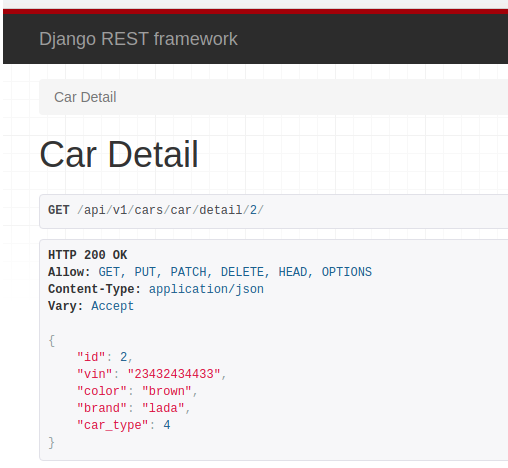 Django REST framework
Car Detail
Car Detail
GET /api/v1/cars/car/detail/2/
HTTP 200 OK
Allow: GET, PUT, PATCH, DELETE, HEAD, OPTIONS
Content-Type: application/json
Vary: Accept
{
    "id": 2,
    "vin": "23432434433",
    "color": "brown",
    "brand": "lada",
    "car_type": 4
}